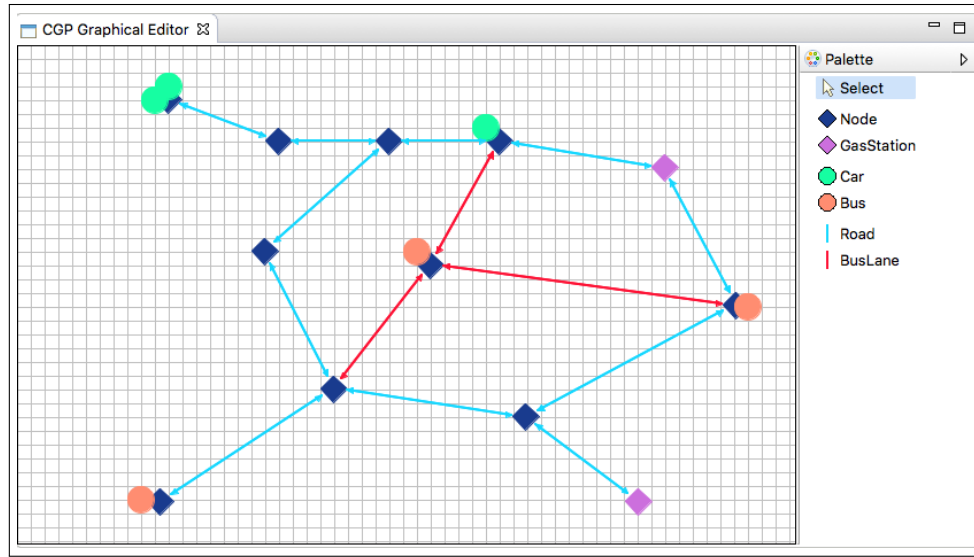 CGP Graphical Editor
Palette
Select
Node
GasStation
Car
Bus
Road
BusLane